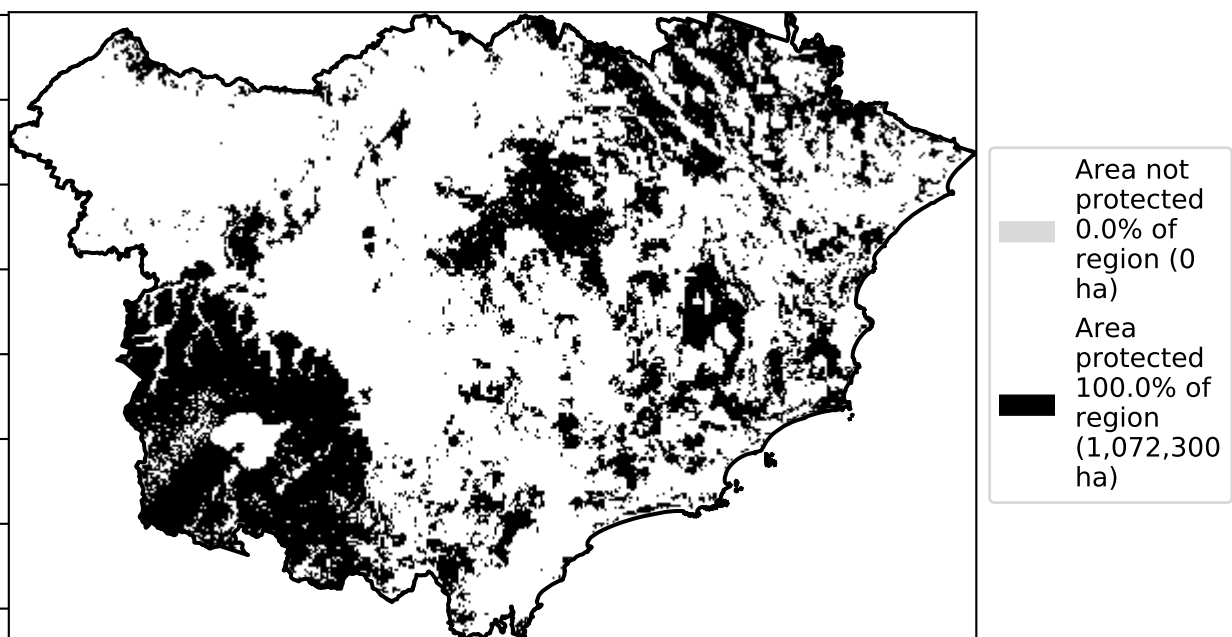 Area not
protected
0.0% of
region (0
ha)
Area
protected
100.0% of
region
(1,072,300
ha)